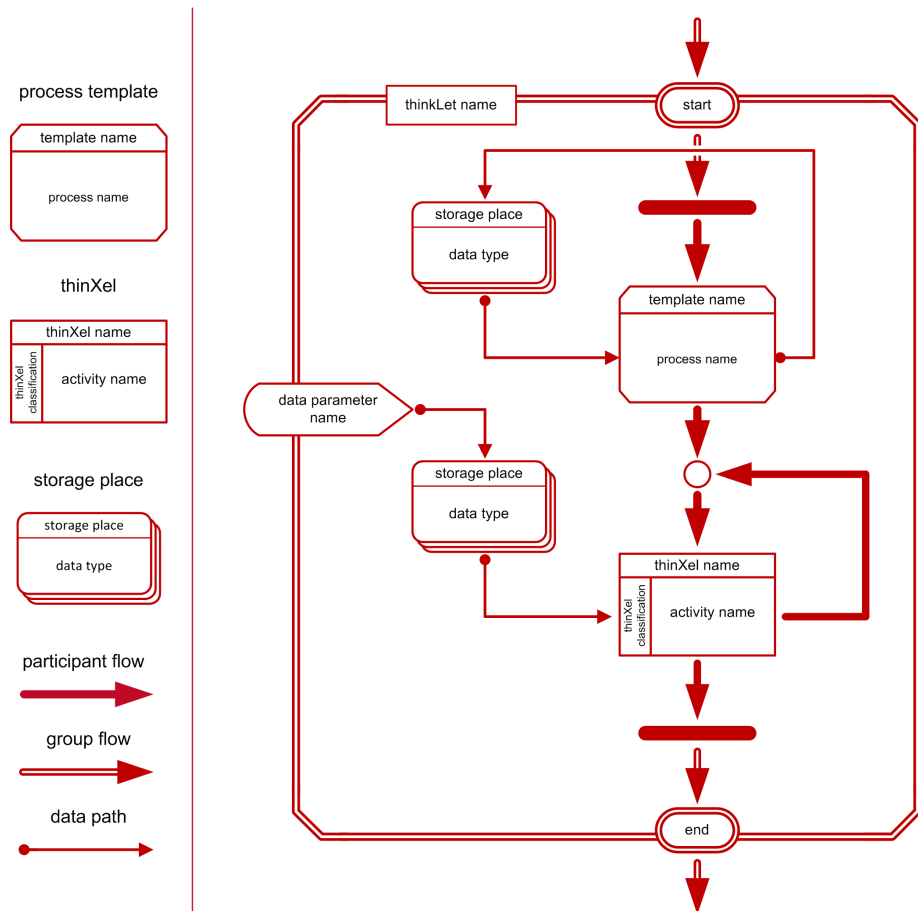 process template
template name
process name
thinXel
thinXel name
thinXel
classification
activity name
storage place
storage place
data type
participant flow
group flow
data path
thinkLet name
start
storage place
data type
template name
process name
data parameter
name
storage place
data type
thinXel name
thinXel
classification
activity name
end